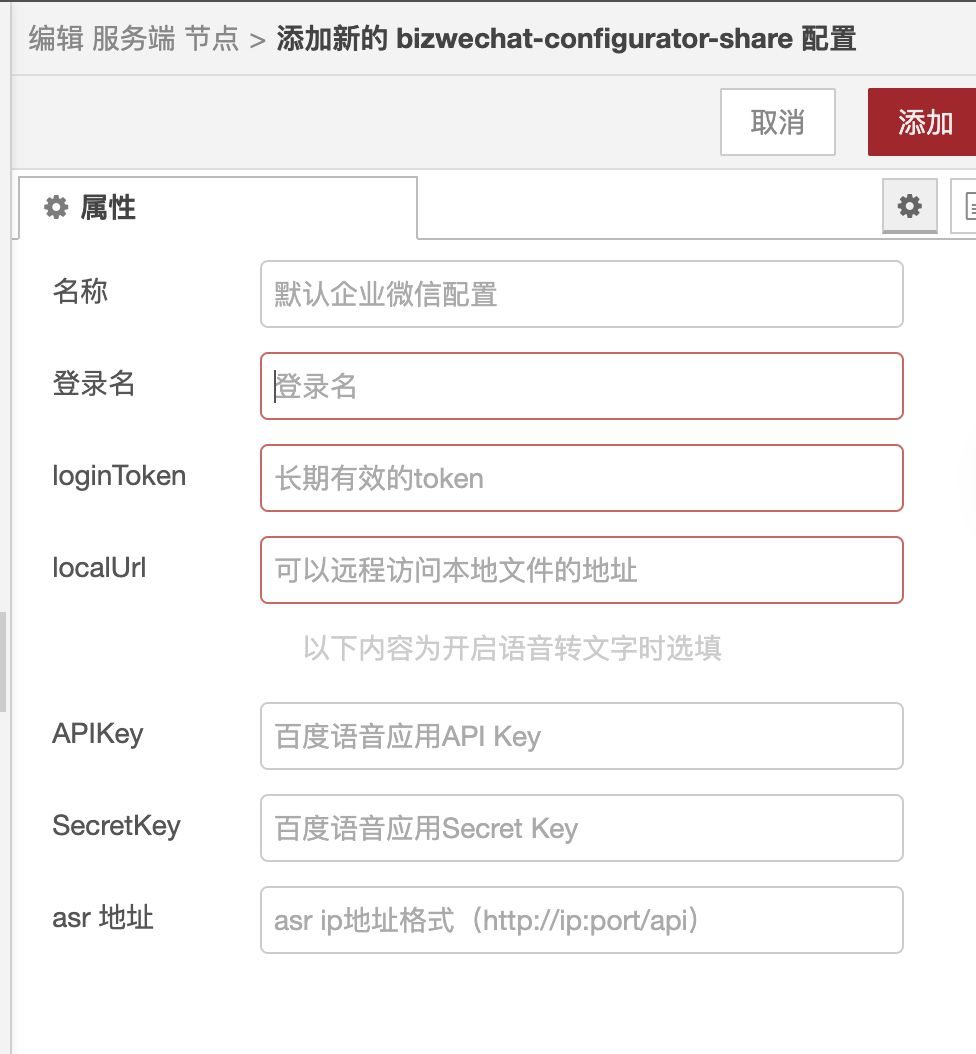 编辑 服务端 节点 > 添加新的 bizwechat-configurator-share 配置
取消
添加
属性
名称
默认企业微信配置
登录名
登录名
loginToken
长期有效的token
localUrl
可以远程访问本地文件的地址
以下内容为开启语音转文字时选填
APIKey
百度语音应用API Key
SecretKey
百度语音应用Secret Key
asr 地址
asr ip地址格式（http://ip:port/api）